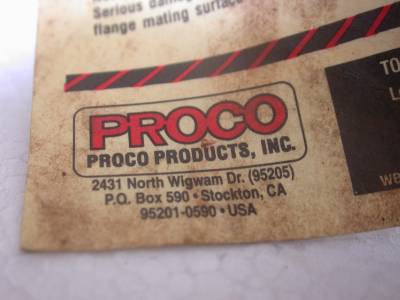 Serious
flange mating surface
TO
PROCO
PROCO PRODUCTS, INC.
2431 North Wigwam Dr. (95205)
P.O. Box 590 • Stockton, CA
95201-0590 • USA